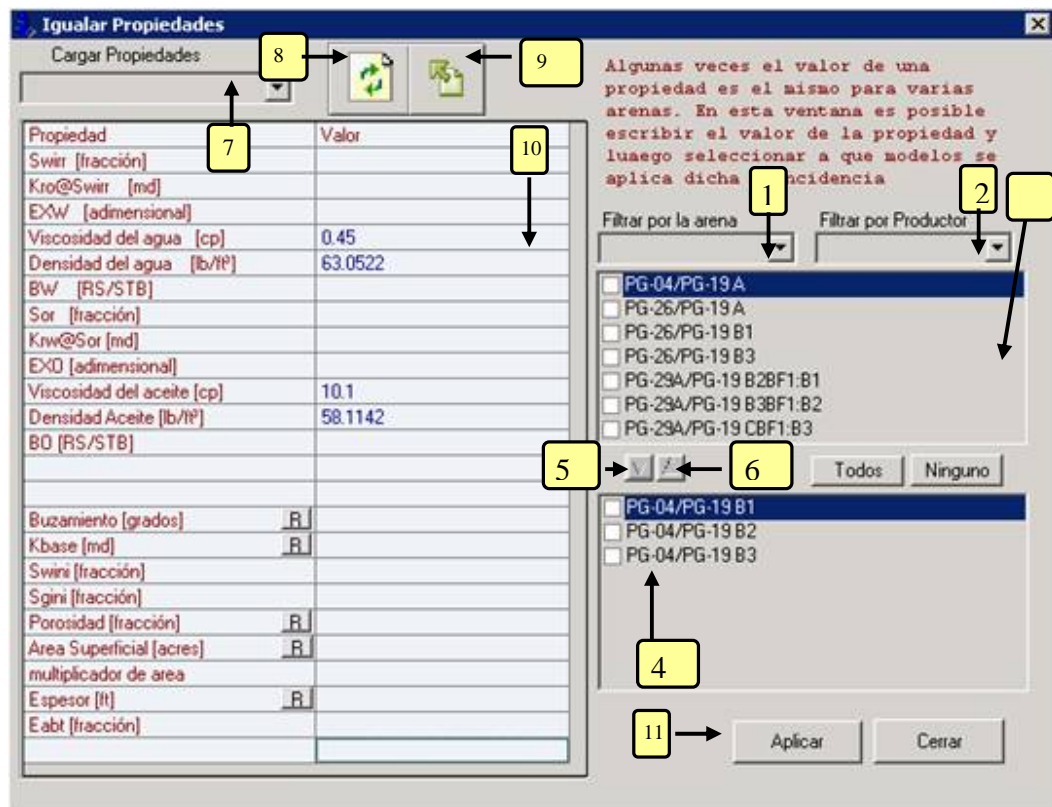 Igualar Propiedades
Cargar Propiedades
8
9
7
10
Algunas veces el valor de una
propiedad es el mismo para varias
arenas. En esta ventana es posible
escribir el valor de la propiedad y
luaego seleccionar a que modelos se
aplica dicha incidencia
1
2
Filtrar por la arena
Filtrar por Productor
Propiedad Valor
Swirr [fracción]
Kro@Swirr [md]
EXW [adimensional]
Viscosidad del agua [cp] 0.45
Densidad del agua [lb/ft³] 63.0522
BW [RS/STB]
Sor [fracción]
Krw@Sor [md]
EXO [adimensional]
Viscosidad del aceite [cp] 10.1
Densidad Aceite [lb/ft³] 58.1142
BO [RS/STB]
Buzamiento [grados] R
Kbase [md] R
Swini [fracción]
Sgini [fracción]
Porosidad [fracción] R
Area Superficial [acres] R
multiplicador de area
Espesor [ft] R
Eabt [fracción]
PG-04/PG-19 A
PG-26/PG-19 A
PG-26/PG-19 B1
PG-26/PG-19 B3
PG-29A/PG-19 B2BF1:B1
PG-29A/PG-19 B3BF1:B2
PG-29A/PG-19 CBF1:B3
5
6
Todos
Ninguno
PG-04/PG-19 B1
PG-04/PG-19 B2
PG-04/PG-19 B3
4
11
Aplicar
Cerrar